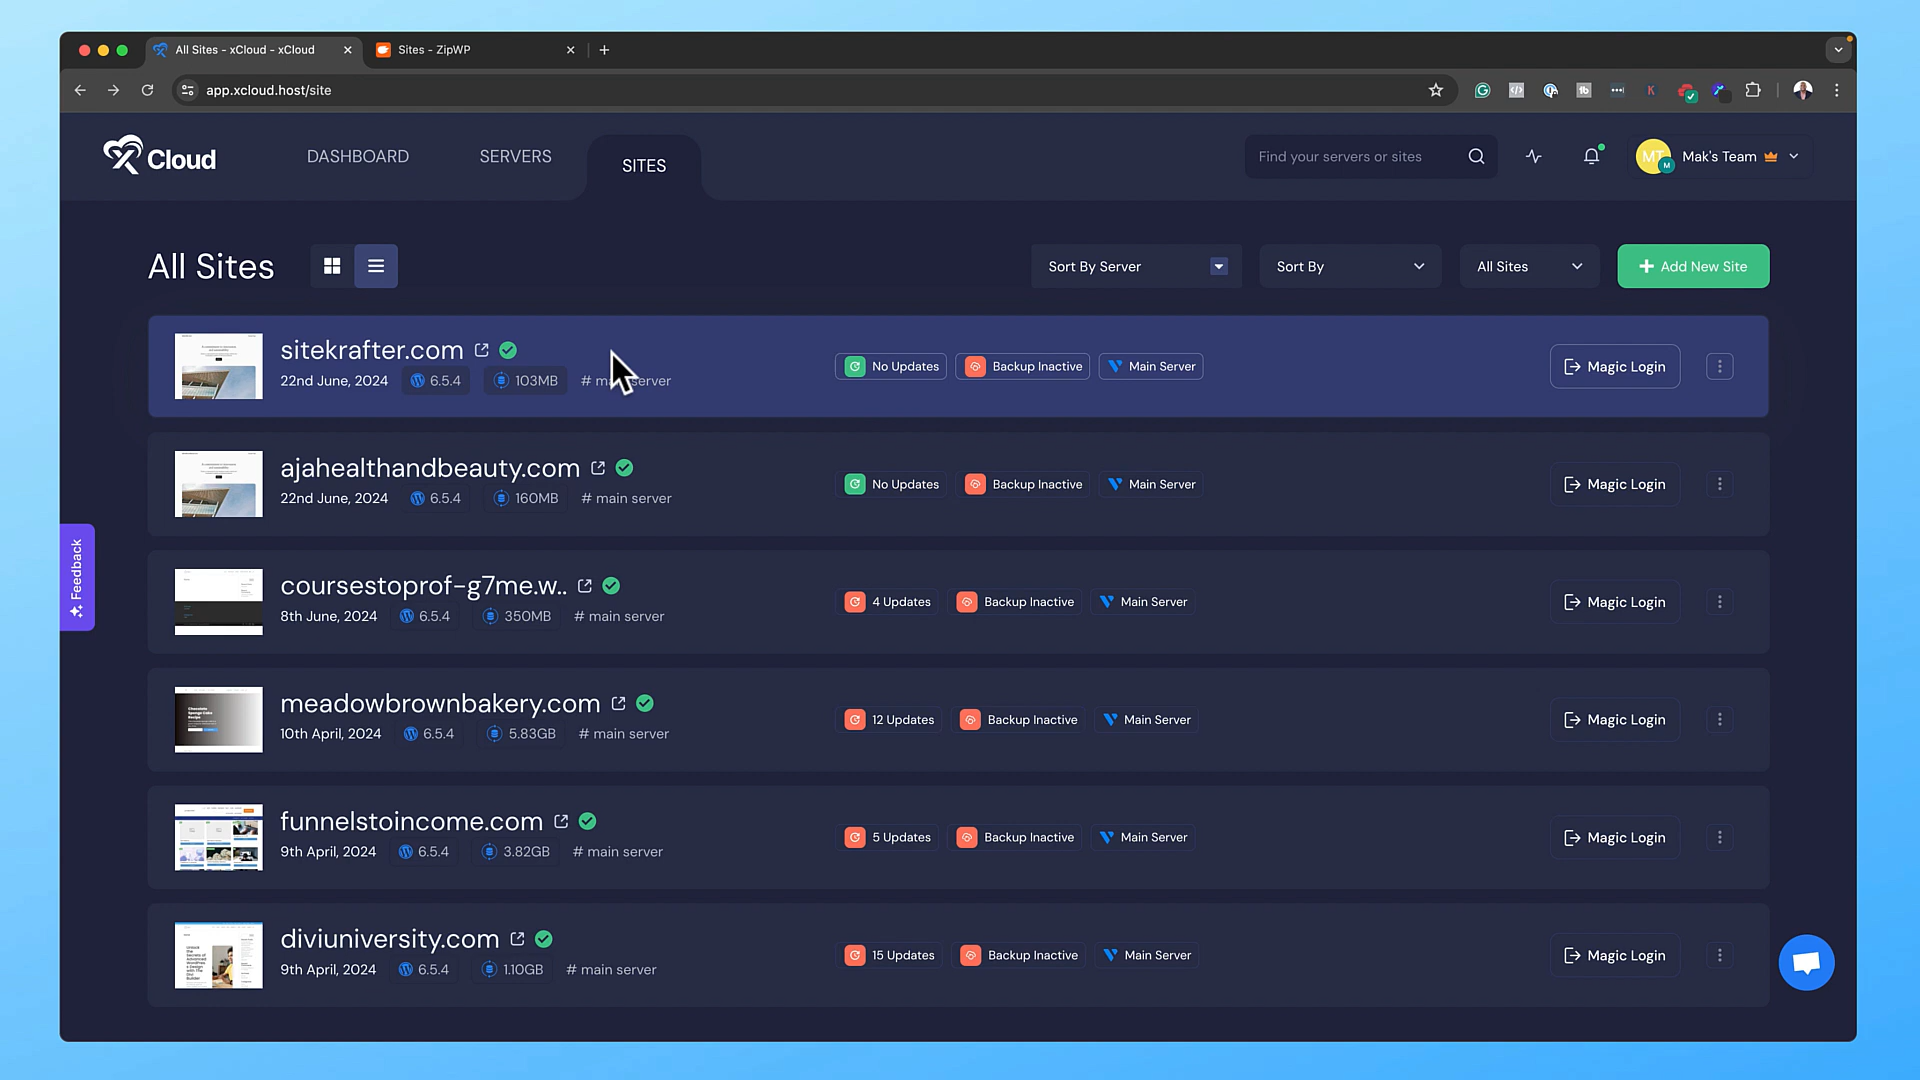 All Sites - xCloud - xCloud
Sites - ZipWP
app.xcloud.host/site
xCloud
DASHBOARD
SERVERS
SITES
Find your servers or sites
MT
M
Mak's Team
All Sites
Sort By Server
Sort By
All Sites
Add New Site
sitekrafter.com
22nd June, 2024 6.5.4 103MB # main server
No Updates Backup Inactive Main Server
Magic Login
ajahealthandbeauty.com
22nd June, 2024 6.5.4 160MB # main server
No Updates Backup Inactive Main Server
Magic Login
coursestoprof-g7me.w..
8th June, 2024 6.5.4 350MB # main server
4 Updates Backup Inactive Main Server
Magic Login
meadowbrownbakery.com
10th April, 2024 6.5.4 5.83GB # main server
12 Updates Backup Inactive Main Server
Magic Login
funnelstoincome.com
9th April, 2024 6.5.4 3.82GB # main server
5 Updates Backup Inactive Main Server
Magic Login
diviuniversity.com
9th April, 2024 6.5.4 1.10GB # main server
15 Updates Backup Inactive Main Server
Magic Login
Feedback